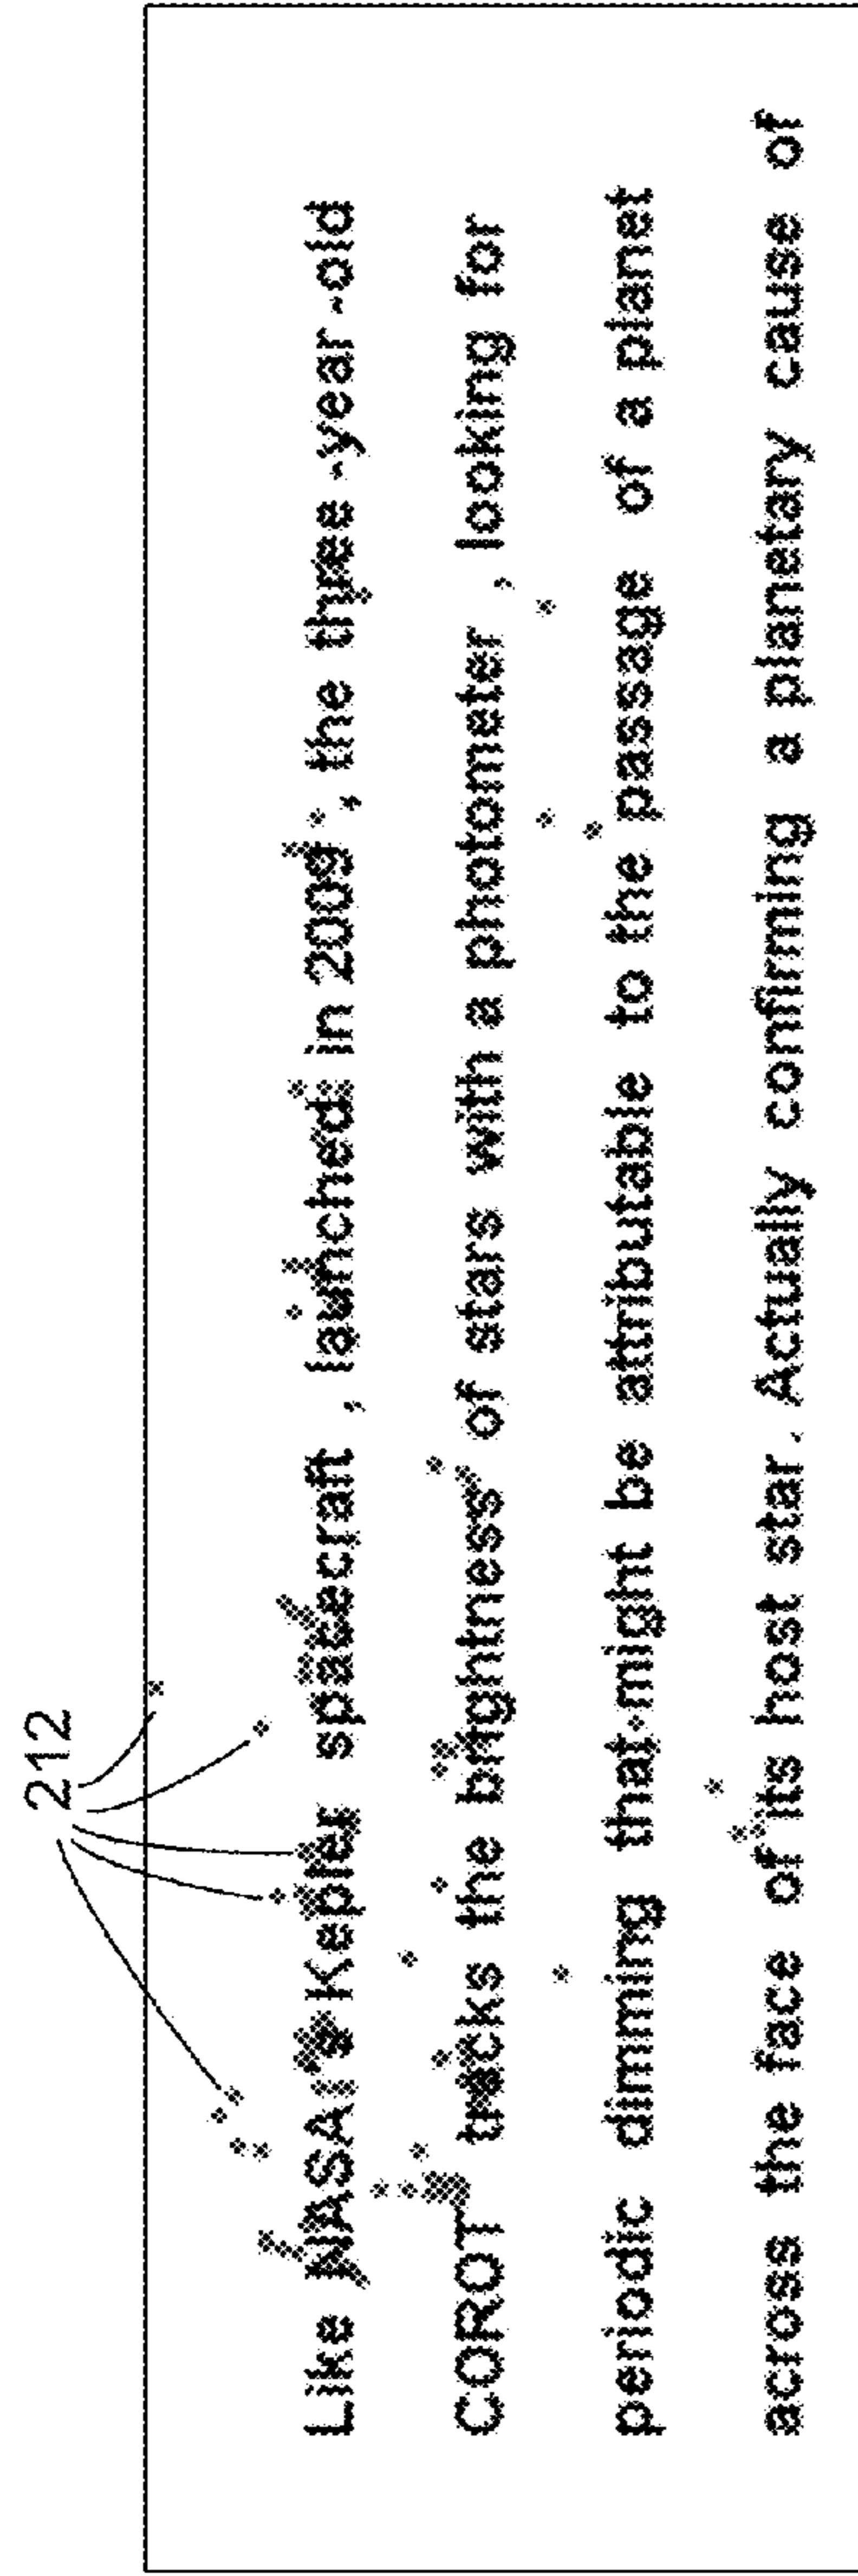 212
Like NASA's Kepler spacecraft, launched in 2009, the three-year-old
COROT tracks the brightness of stars with a photometer, looking for
periodic dimming that might be attributable to the passage of a planet
across the face of its host star. Actually confirming a planetary cause of